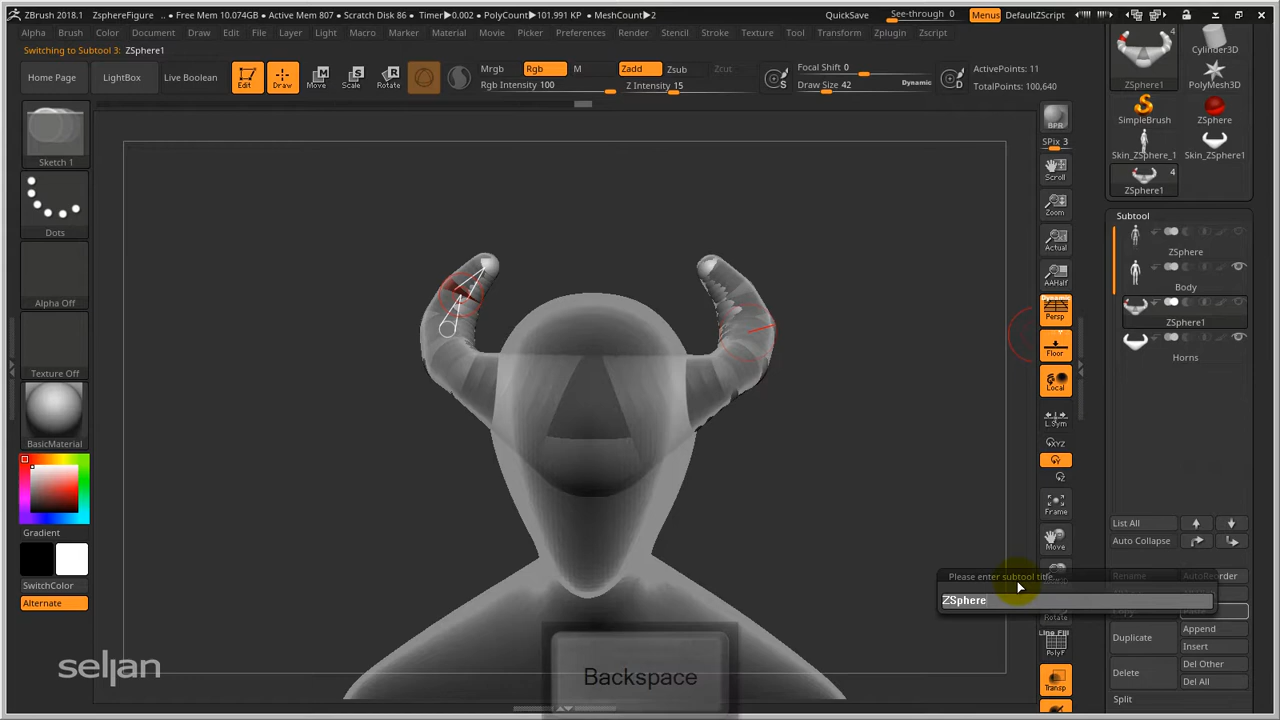 ZBrush 2018.1 ZsphereFigure .. Free Mem 10.074GB • Active Mem 807 • Scratch Disk 86 • Timer▶0.002 • PolyCount▶101.991 KP • MeshCount▶2
QuickSave
See-through 0
Menus
DefaultZScript
Alpha Brush Color Document Draw Edit File Layer Light Macro Marker Material Movie Picker Preferences Render Stencil Stroke Texture Tool Transform Zplugin Zscript
Switching to Subtool 3: ZSphere1
Home Page
LightBox
Live Boolean
Edit
Draw
Move
Scale
Rotate
Mrgb
Rgb
M
Rgb Intensity 100
Zadd
Zsub
Zcut
Z Intensity 15
Focal Shift 0
Draw Size 42
Dynamic
S
D
ActivePoints: 11
TotalPoints: 100,640
Sketch 1
Dots
Alpha Off
Texture Off
BasicMaterial
Gradient
SwitchColor
Alternate
BPR
SPix 3
Scroll
Zoom
Actual
AAHalf
Persp
Floor
Local
L.Sym
XYZ
Y
Z
Frame
Move
Rotate
Line Fill
PolyF
Transp
4
ZSphere1
Cylinder3D
PolyMesh3D
SimpleBrush
ZSphere
Skin_ZSphere_1
Skin_ZSphere1
4
ZSphere1
Subtool
ZSphere
Body
ZSphere1
Horns
List All
Auto Collapse
Rename
AutoReorder
Please enter subtool title.
ZSphere
Duplicate
Append
Insert
Delete
Del Other
Del All
Split
Backspace
seljan